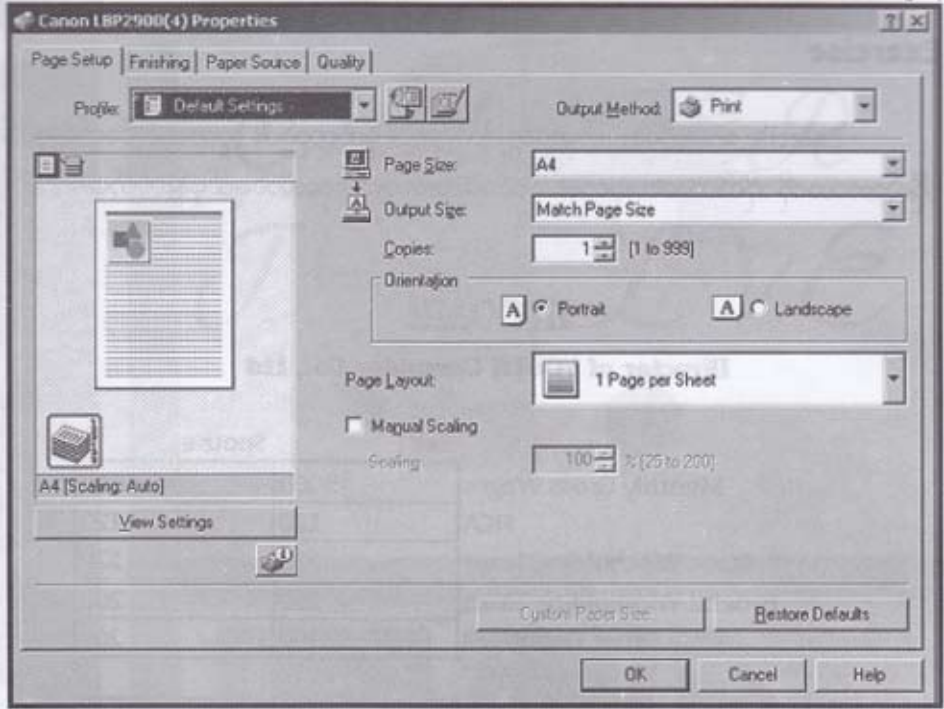 Canon LBP2900(4) Properties
Page Setup Finishing Paper Source Quality
Profile: Default Settings Output Method: Print
Page Size: A4
Output Size: Match Page Size
Copies: 1 [1 to 999]
Orientation
A Portrait A Landscape
Page Layout: 1 Page per Sheet
Manual Scaling
Scaling: 100 % [25 to 200]
A4 [Scaling: Auto]
View Settings
Custom Paper Size... Restore Defaults
OK Cancel Help
Exercise